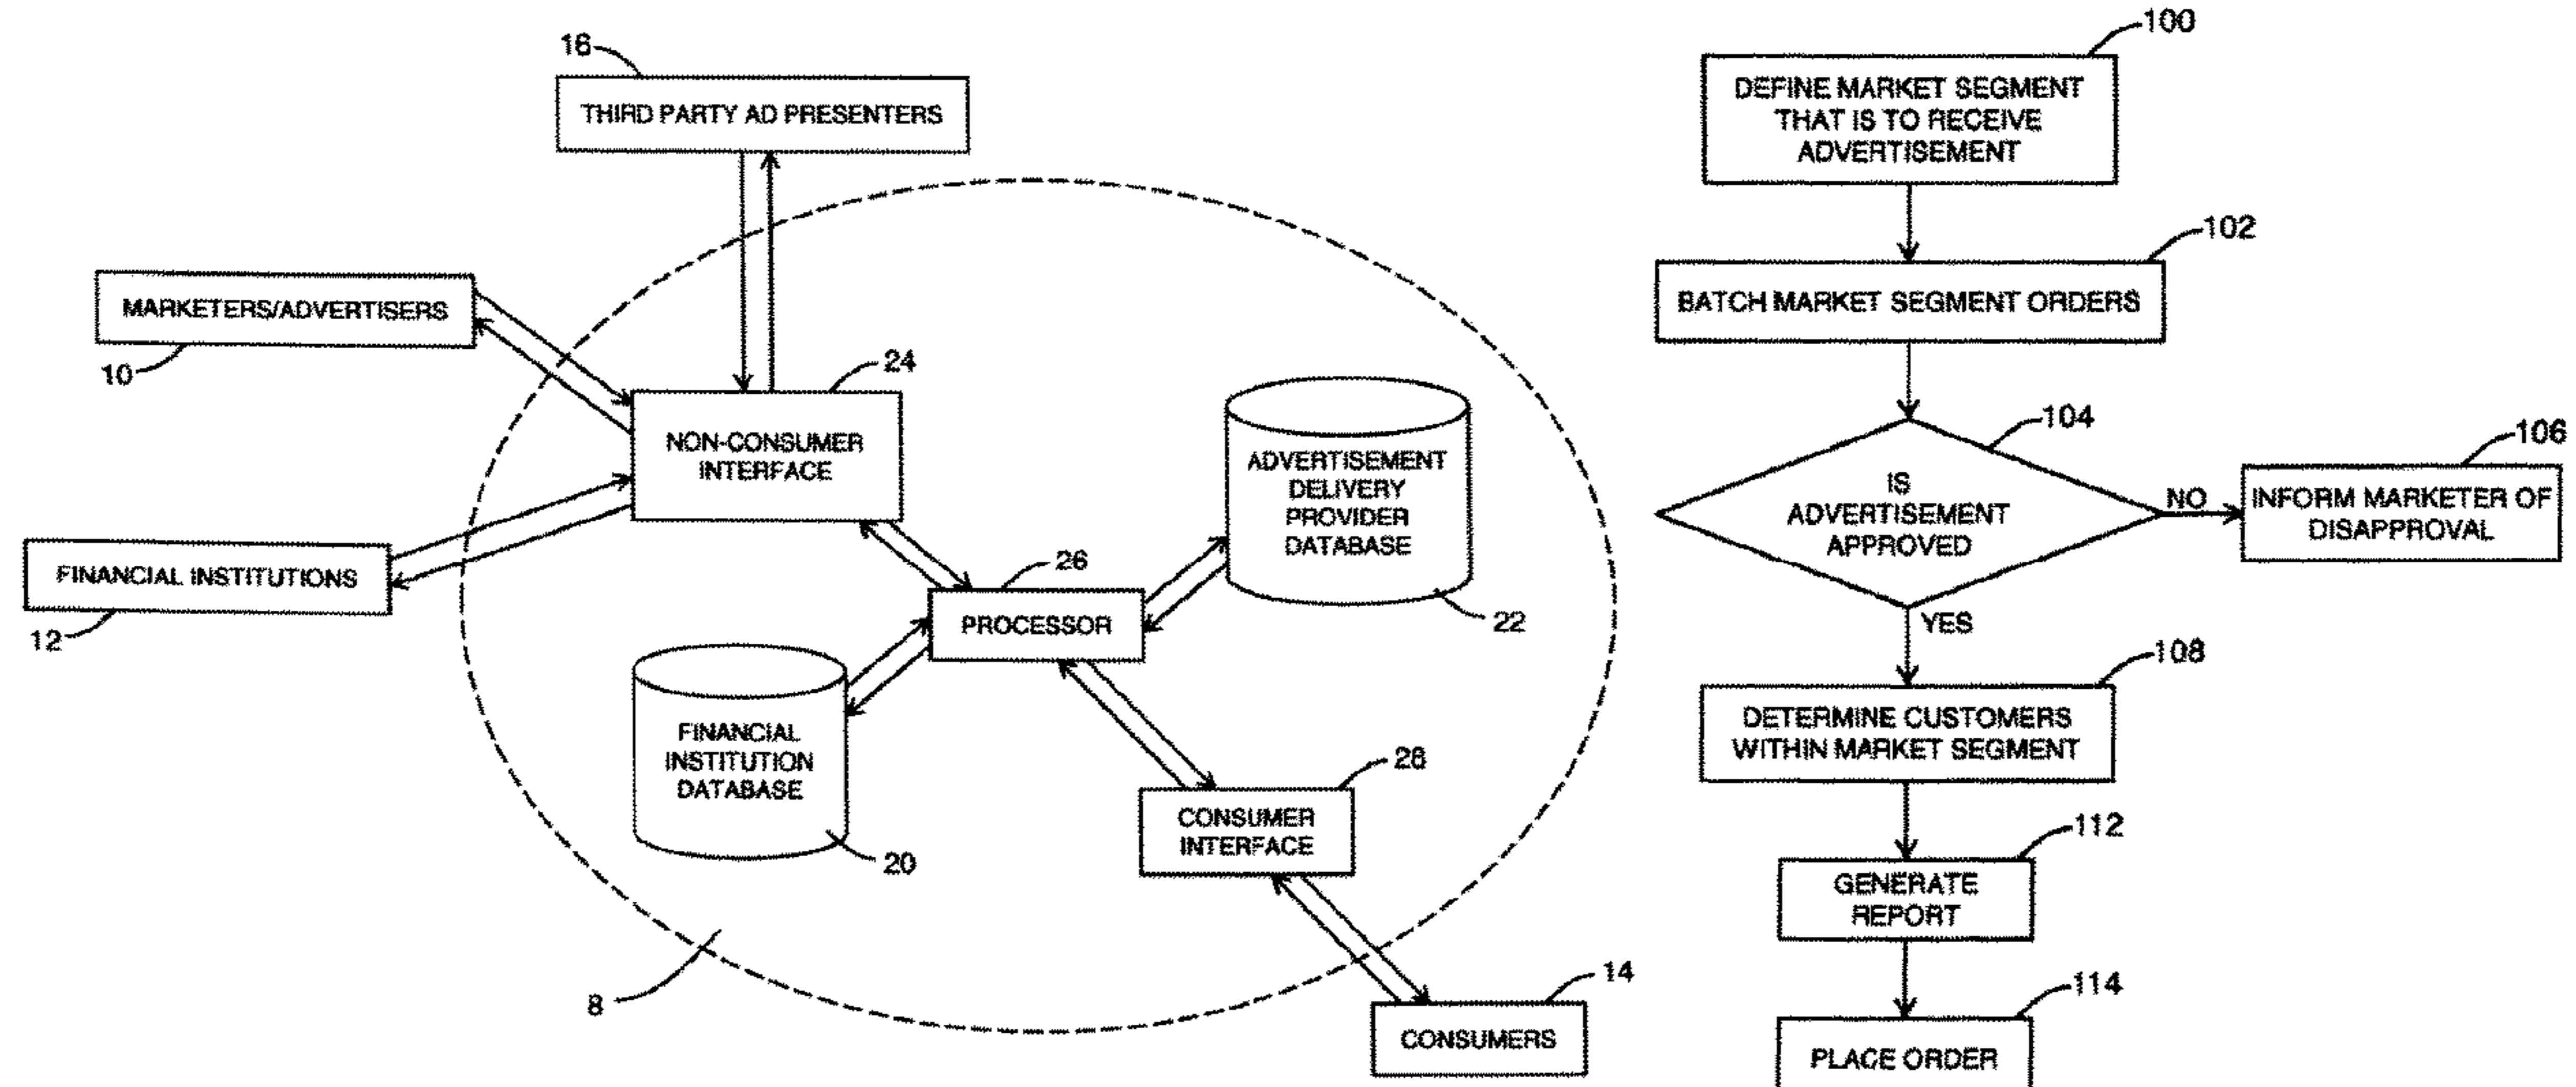 16
THIRD PARTY AD PRESENTERS
MARKETERS/ADVERTISERS
10
24
NON-CONSUMER
INTERFACE
FINANCIAL INSTITUTIONS
12
ADVERTISEMENT
DELIVERY
PROVIDER
DATABASE
22
26
PROCESSOR
FINANCIAL
INSTITUTION
DATABASE
20
28
CONSUMER
INTERFACE
8
14
CONSUMERS
100
DEFINE MARKET SEGMENT
THAT IS TO RECEIVE
ADVERTISEMENT
102
BATCH MARKET SEGMENT ORDERS
104
IS
ADVERTISEMENT
APPROVED
NO
106
INFORM MARKETER OF
DISAPPROVAL
YES
108
DETERMINE CUSTOMERS
WITHIN MARKET SEGMENT
112
GENERATE
REPORT
114
PLACE ORDER